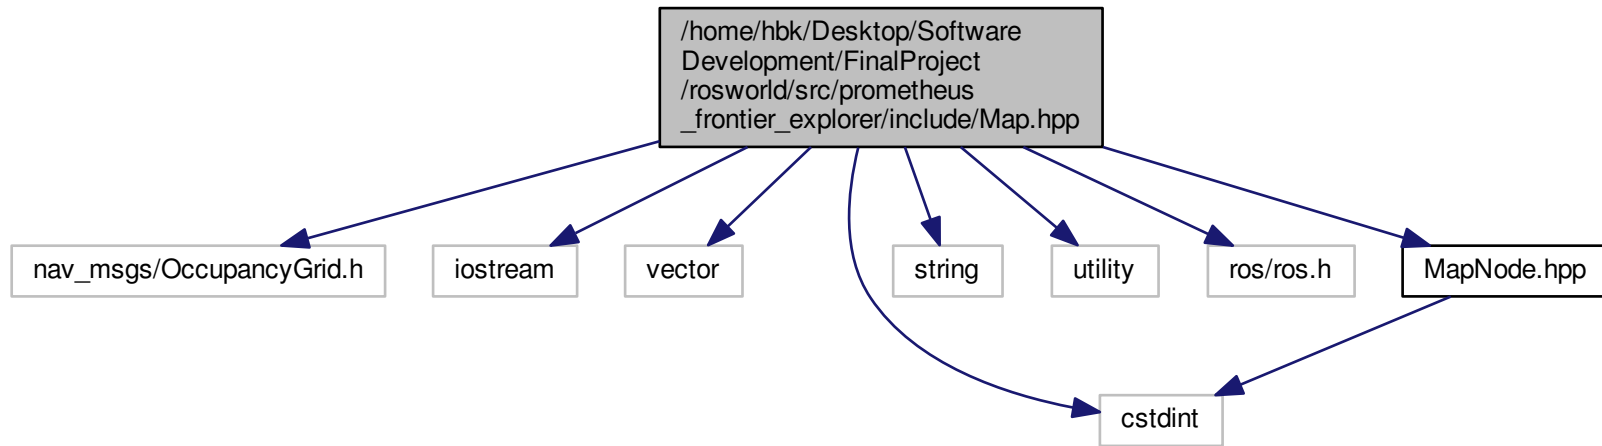 /home/hbk/Desktop/Software
Development/FinalProject
/rosworld/src/prometheus
_frontier_explorer/include/Map.hpp
nav_msgs/OccupancyGrid.h
iostream
vector
string
utility
ros/ros.h
MapNode.hpp
cstdint